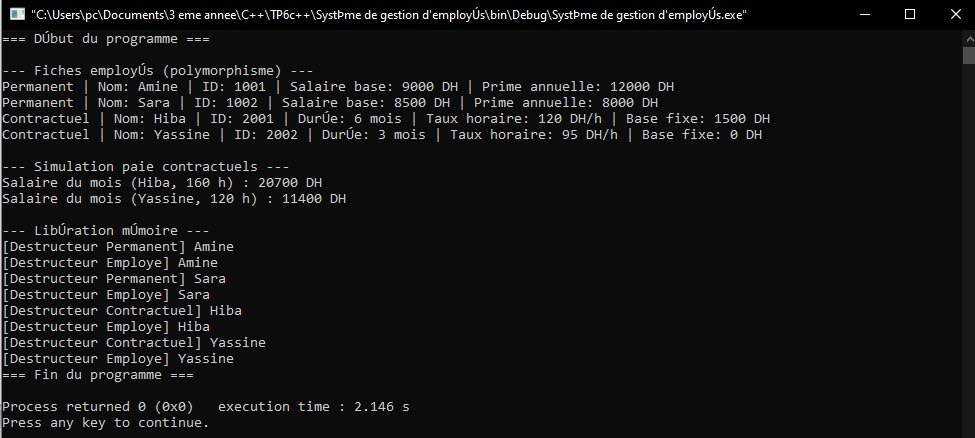 "C:\Users\pc\Documents\3 eme annee\C++\TP6c++\SystÞme de gestion d'employÚs\bin\Debug\SystÞme de gestion d'employÚs.exe"
=== DÚbut du programme ===
--- Fiches employÚs (polymorphisme) ---
Permanent | Nom: Amine | ID: 1001 | Salaire base: 9000 DH | Prime annuelle: 12000 DH
Permanent | Nom: Sara | ID: 1002 | Salaire base: 8500 DH | Prime annuelle: 8000 DH
Contractuel | Nom: Hiba | ID: 2001 | DurÚe: 6 mois | Taux horaire: 120 DH/h | Base fixe: 1500 DH
Contractuel | Nom: Yassine | ID: 2002 | DurÚe: 3 mois | Taux horaire: 95 DH/h | Base fixe: 0 DH
--- Simulation paie contractuels ---
Salaire du mois (Hiba, 160 h) : 20700 DH
Salaire du mois (Yassine, 120 h) : 11400 DH
--- LibÚration mÚmoire ---
[Destructeur Permanent] Amine
[Destructeur Employe] Amine
[Destructeur Permanent] Sara
[Destructeur Employe] Sara
[Destructeur Contractuel] Hiba
[Destructeur Employe] Hiba
[Destructeur Contractuel] Yassine
[Destructeur Employe] Yassine
=== Fin du programme ===
Process returned 0 (0x0)   execution time : 2.146 s
Press any key to continue.